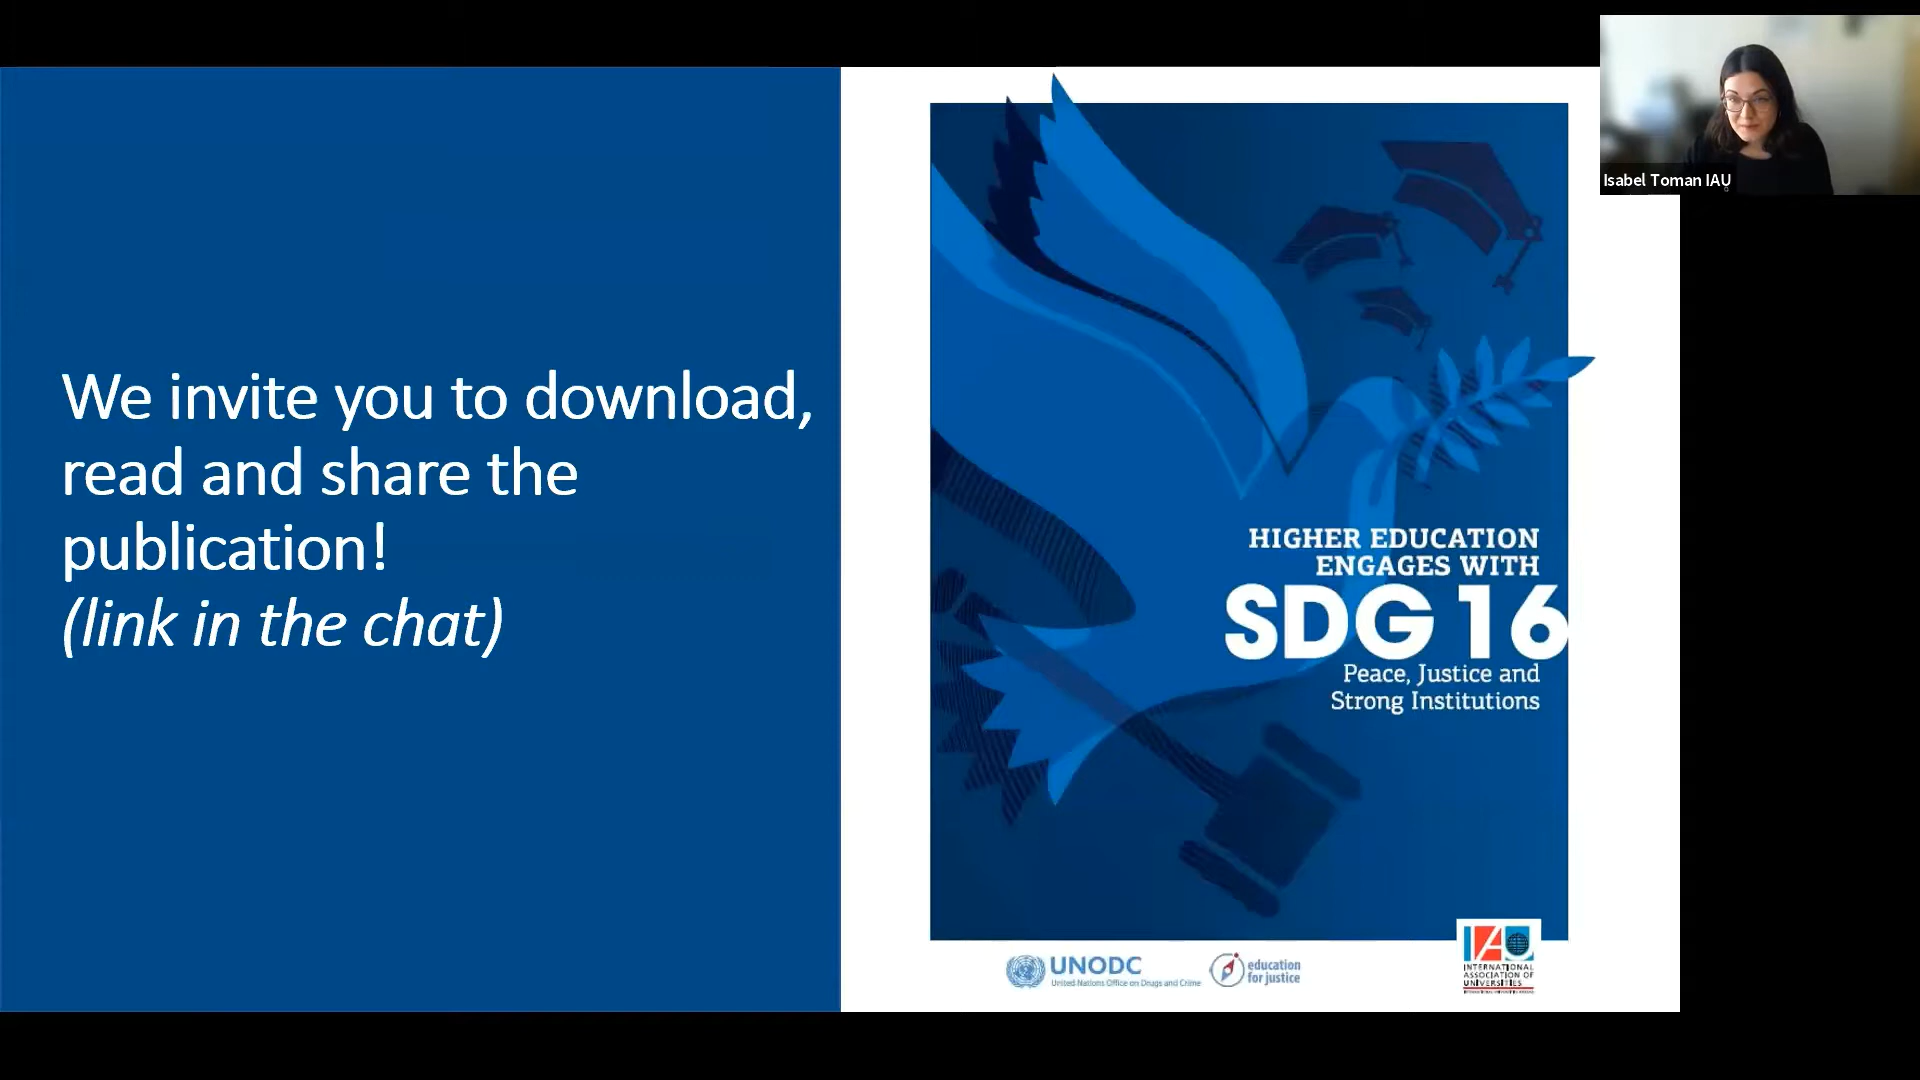 We invite you to download,
read and share the
publication!
(link in the chat)
HIGHER EDUCATION
ENGAGES WITH
SDG 16
Peace, Justice and
Strong Institutions
UNODC
United Nations Office on Drugs and Crime
education
for justice
IAU
INTERNATIONAL
ASSOCIATION OF
UNIVERSITIES
Isabel Toman IAU